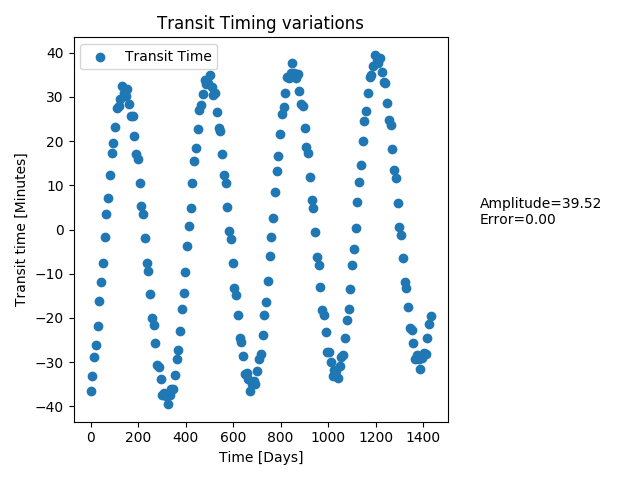 Transit Timing variations
Transit Time
40
30
20
10
0
−10
−20
−30
−40
Transit time [Minutes]
0 200 400 600 800 1000 1200 1400
Time [Days]
Amplitude=39.52
Error=0.00